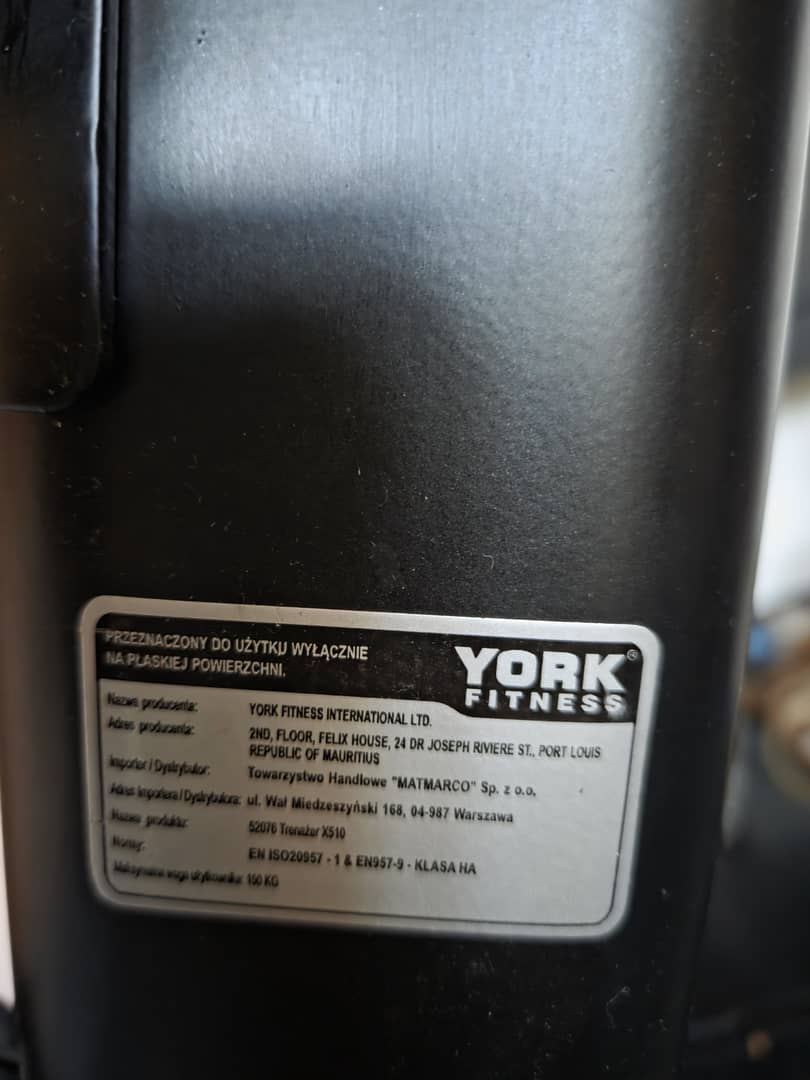 PRZEZNACZONY DO UŻYTKU WYŁĄCZNIE
NA PŁASKIEJ POWIERZCHNI.
YORK®
FITNESS
Nazwa producenta: YORK FITNESS INTERNATIONAL LTD.
Adres producenta: 2ND, FLOOR, FELIX HOUSE, 24 DR JOSEPH RIVIERE ST., PORT LOUIS
REPUBLIC OF MAURITIUS
Importer / Dystrybutor: Towarzystwo Handlowe "MATMARCO" Sp. z o.o.
Adres importera / Dystrybutora: ul. Wał Miedzeszyński 168, 04-987 Warszawa
Nazwa produktu: 52076 Trenażer X510
Normy: EN ISO20957 - 1 & EN957-9 - KLASA HA
Maksymalna waga użytkownika: 150 KG